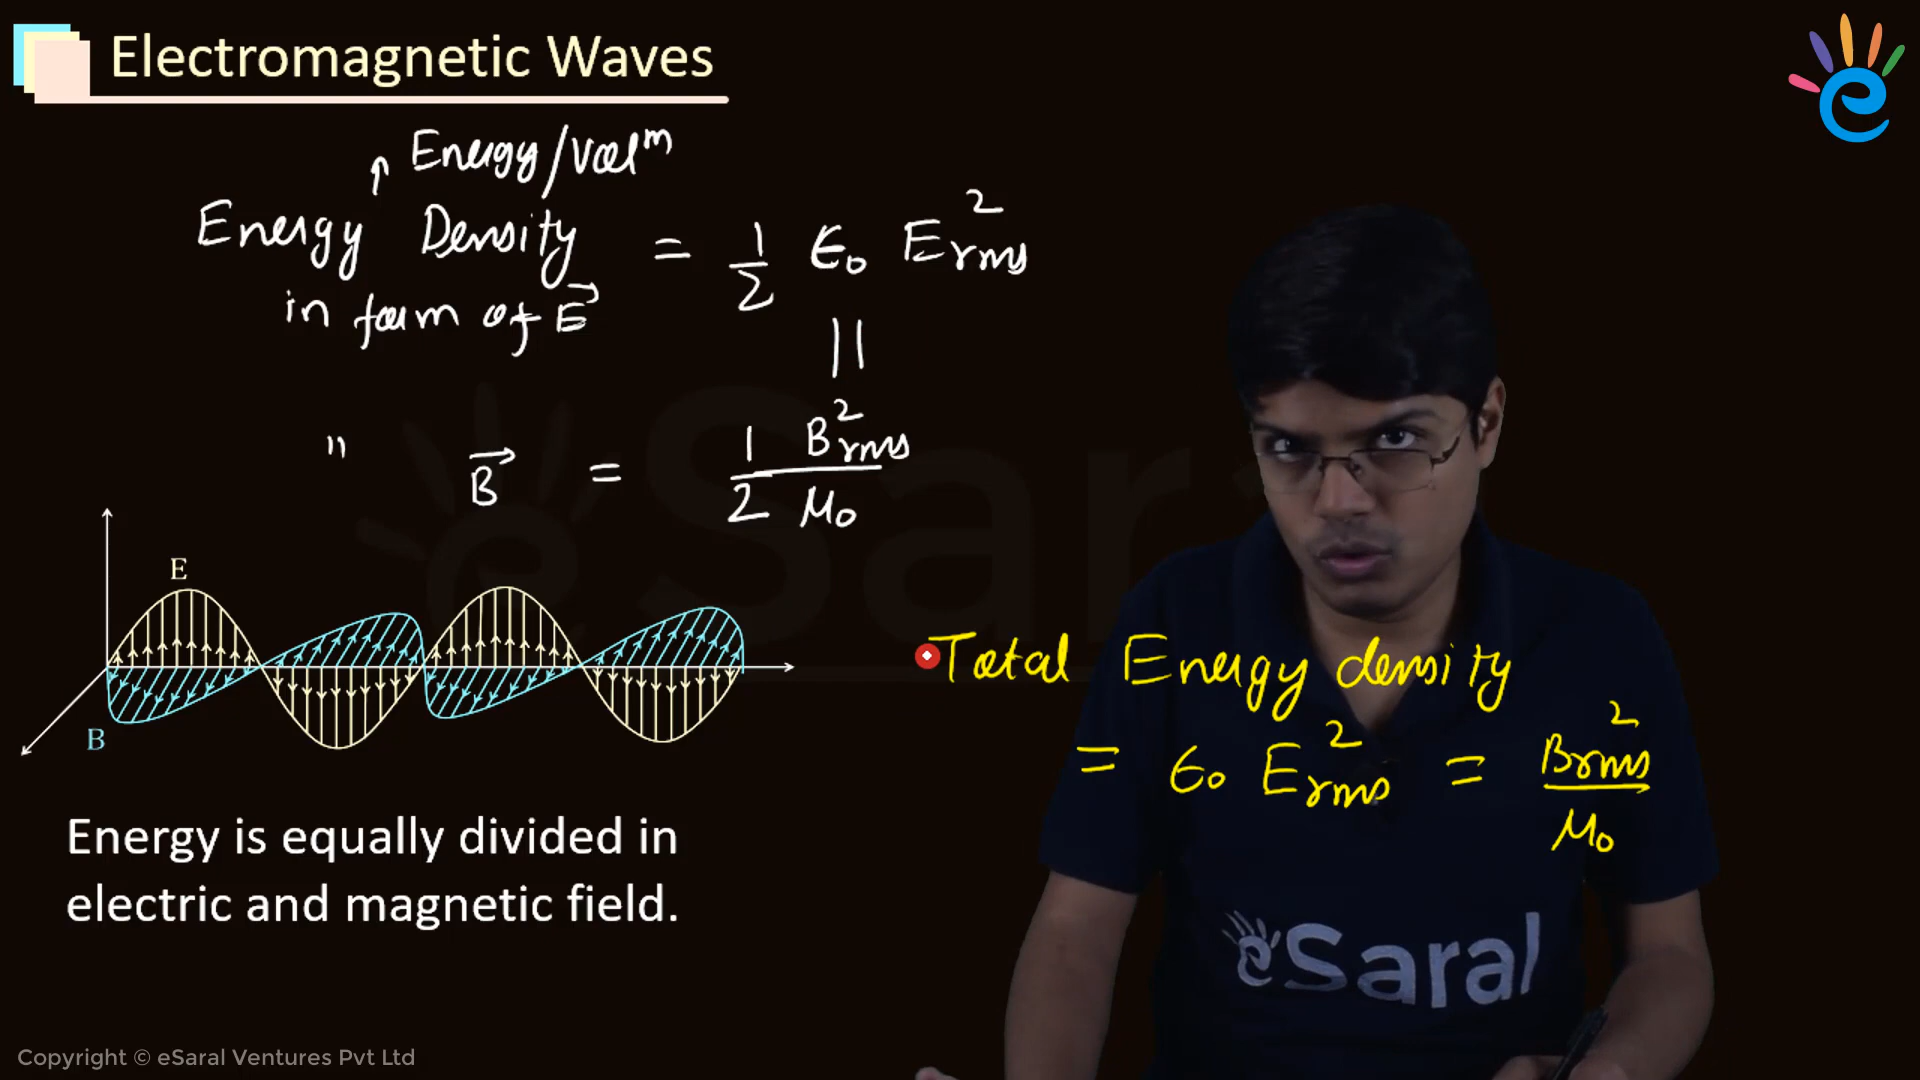 Electromagnetic Waves
↑ Energy/Volᵐ
Energy Density = 1/2 ϵ₀ E²rms
in form of E⃗
||
" B⃗ = 1/2 B²rms/μ₀
E
B
Total Energy density
= ϵ₀ E²rms = B²rms/μ₀
Energy is equally divided in
electric and magnetic field.
eSaral
eSaral
Copyright © eSaral Ventures Pvt Ltd